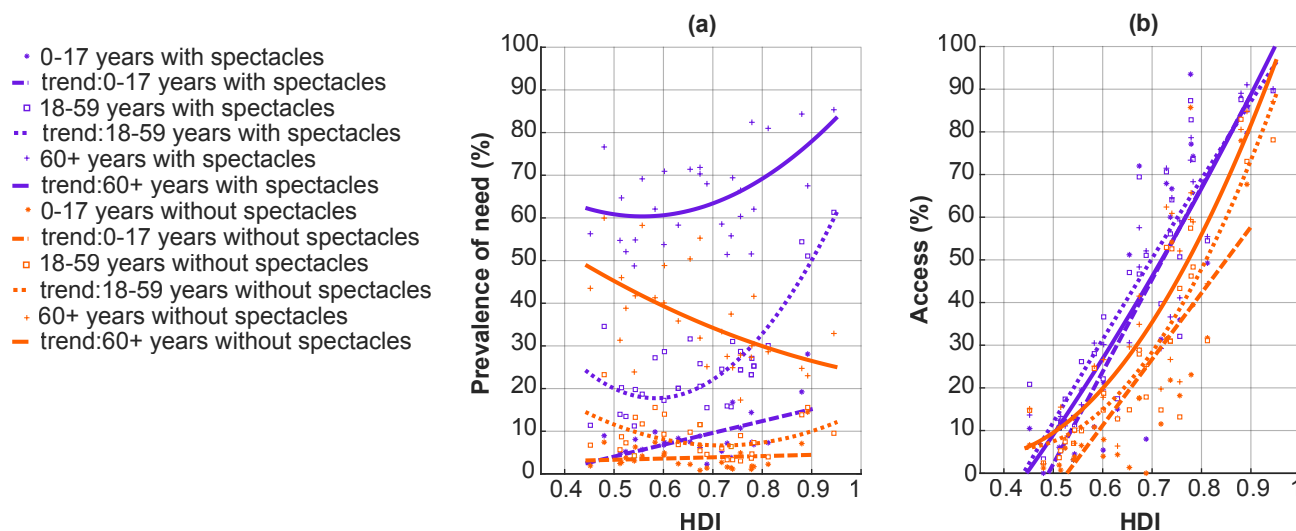 0-17 years with spectacles
trend:0-17 years with spectacles
18-59 years with spectacles
trend:18-59 years with spectacles
60+ years with spectacles
trend:60+ years with spectacles
0-17 years without spectacles
trend:0-17 years without spectacles
18-59 years without spectacles
trend:18-59 years without spectacles
60+ years without spectacles
trend:60+ years without spectacles
(a)
Prevalence of need (%)
100
90
80
70
60
50
40
30
20
10
0
0.4 0.5 0.6 0.7 0.8 0.9 1
HDI
(b)
Access (%)
100
90
80
70
60
50
40
30
20
10
0
0.4 0.5 0.6 0.7 0.8 0.9 1
HDI